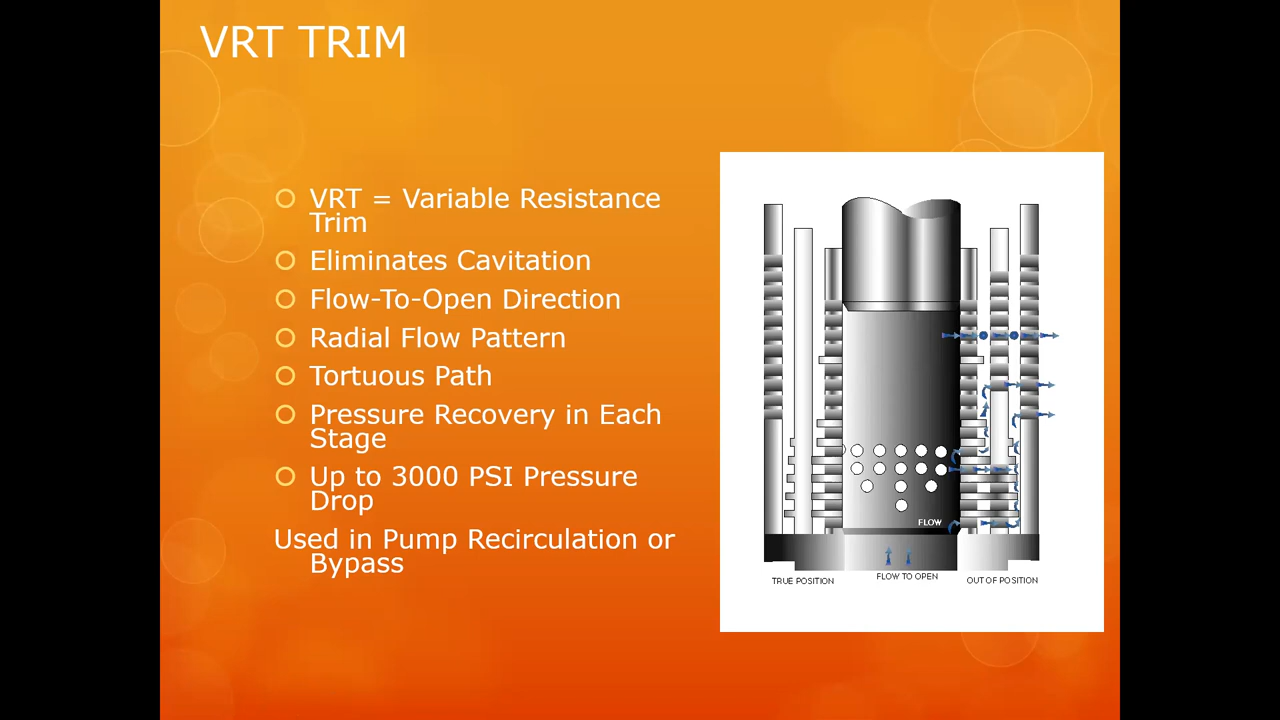 VRT TRIM
VRT = Variable Resistance
Trim
Eliminates Cavitation
Flow-To-Open Direction
Radial Flow Pattern
Tortuous Path
Pressure Recovery in Each
Stage
Up to 3000 PSI Pressure
Drop
Used in Pump Recirculation or
Bypass
FLOW
TRUE POSITION
FLOW TO OPEN
OUT OF POSITION